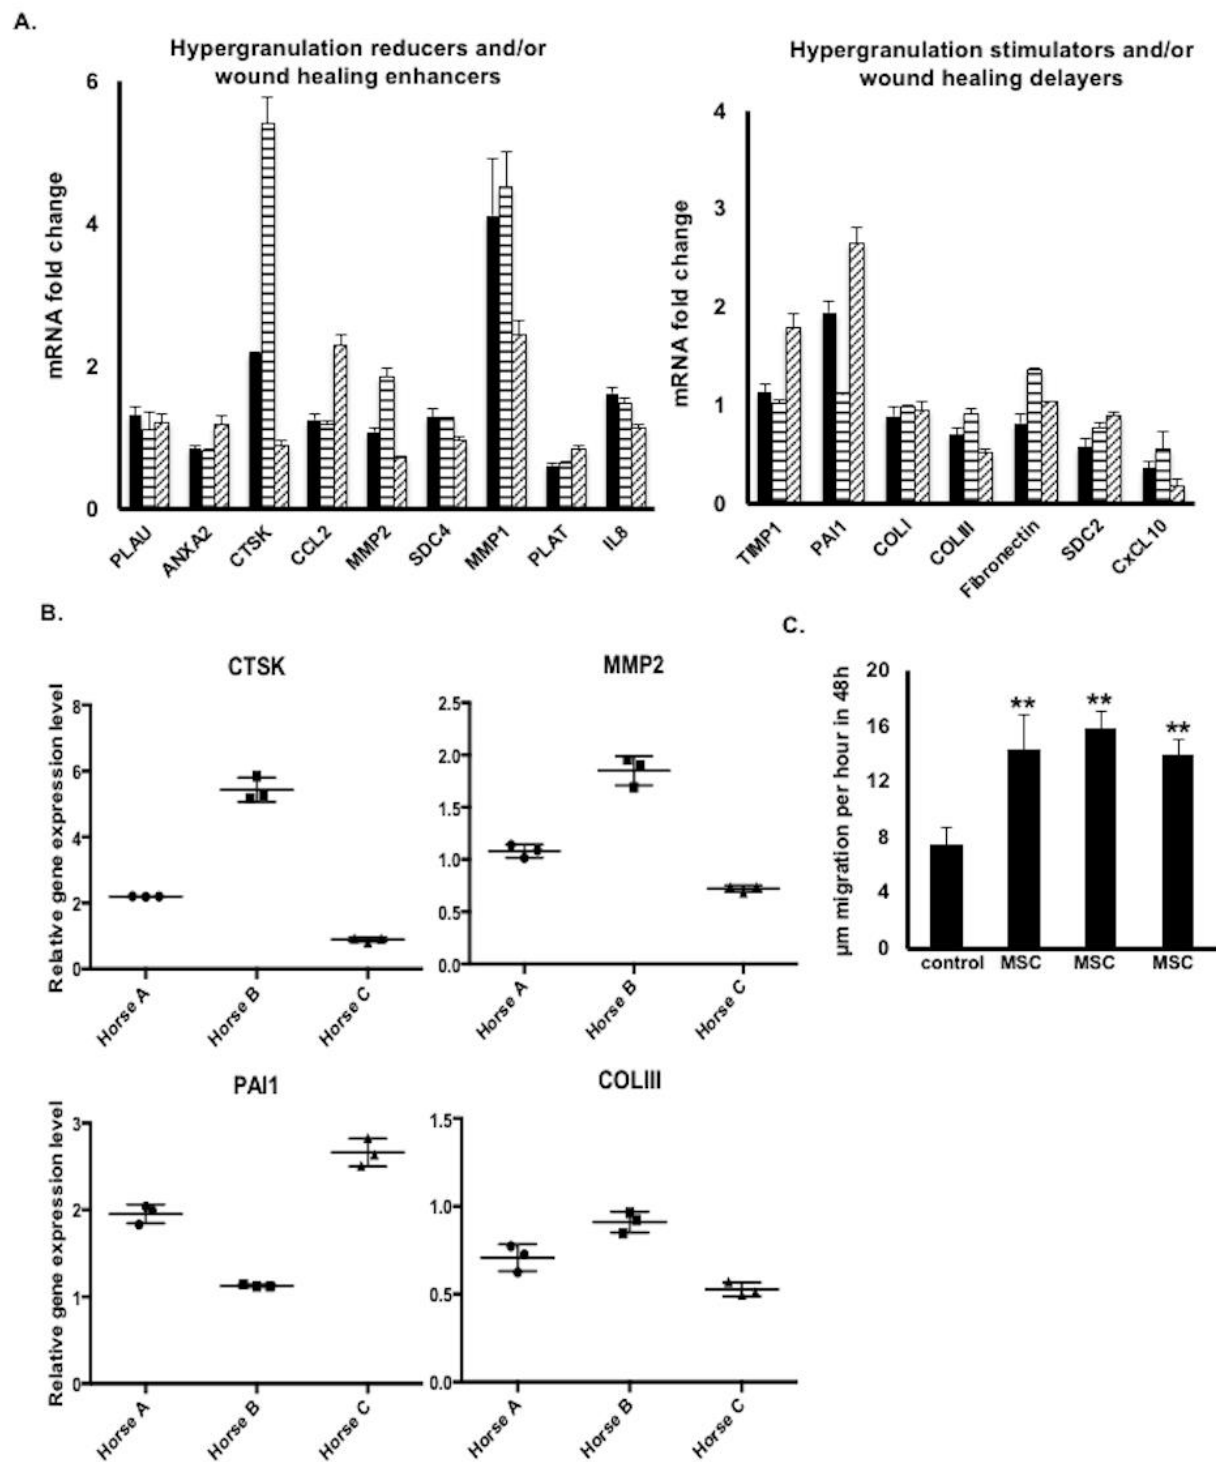 A.
Hypergranulation reducers and/or
wound healing enhancers
mRNA fold change
6
4
2
0
PLAU
ANXA2
CTSK
CCL2
MMP2
SDC4
MMP1
PLAT
IL8
Hypergranulation stimulators and/or
wound healing delayers
mRNA fold change
4
3
2
1
0
TIMP1
PAI1
COLI
COLIII
Fibronectin
SDC2
CxCL10
B.
CTSK
Relative gene expression level
8
6
4
2
0
Horse A
Horse B
Horse C
MMP2
2.5
2.0
1.5
1.0
0.5
0.0
Horse A
Horse B
Horse C
PAI1
Relative gene expression level
3
2
1
0
Horse A
Horse B
Horse C
COLIII
1.5
1.0
0.5
0.0
Horse A
Horse B
Horse C
C.
µm migration per hour in 48h
20
16
12
8
4
0
**
**
**
control MSC MSC MSC